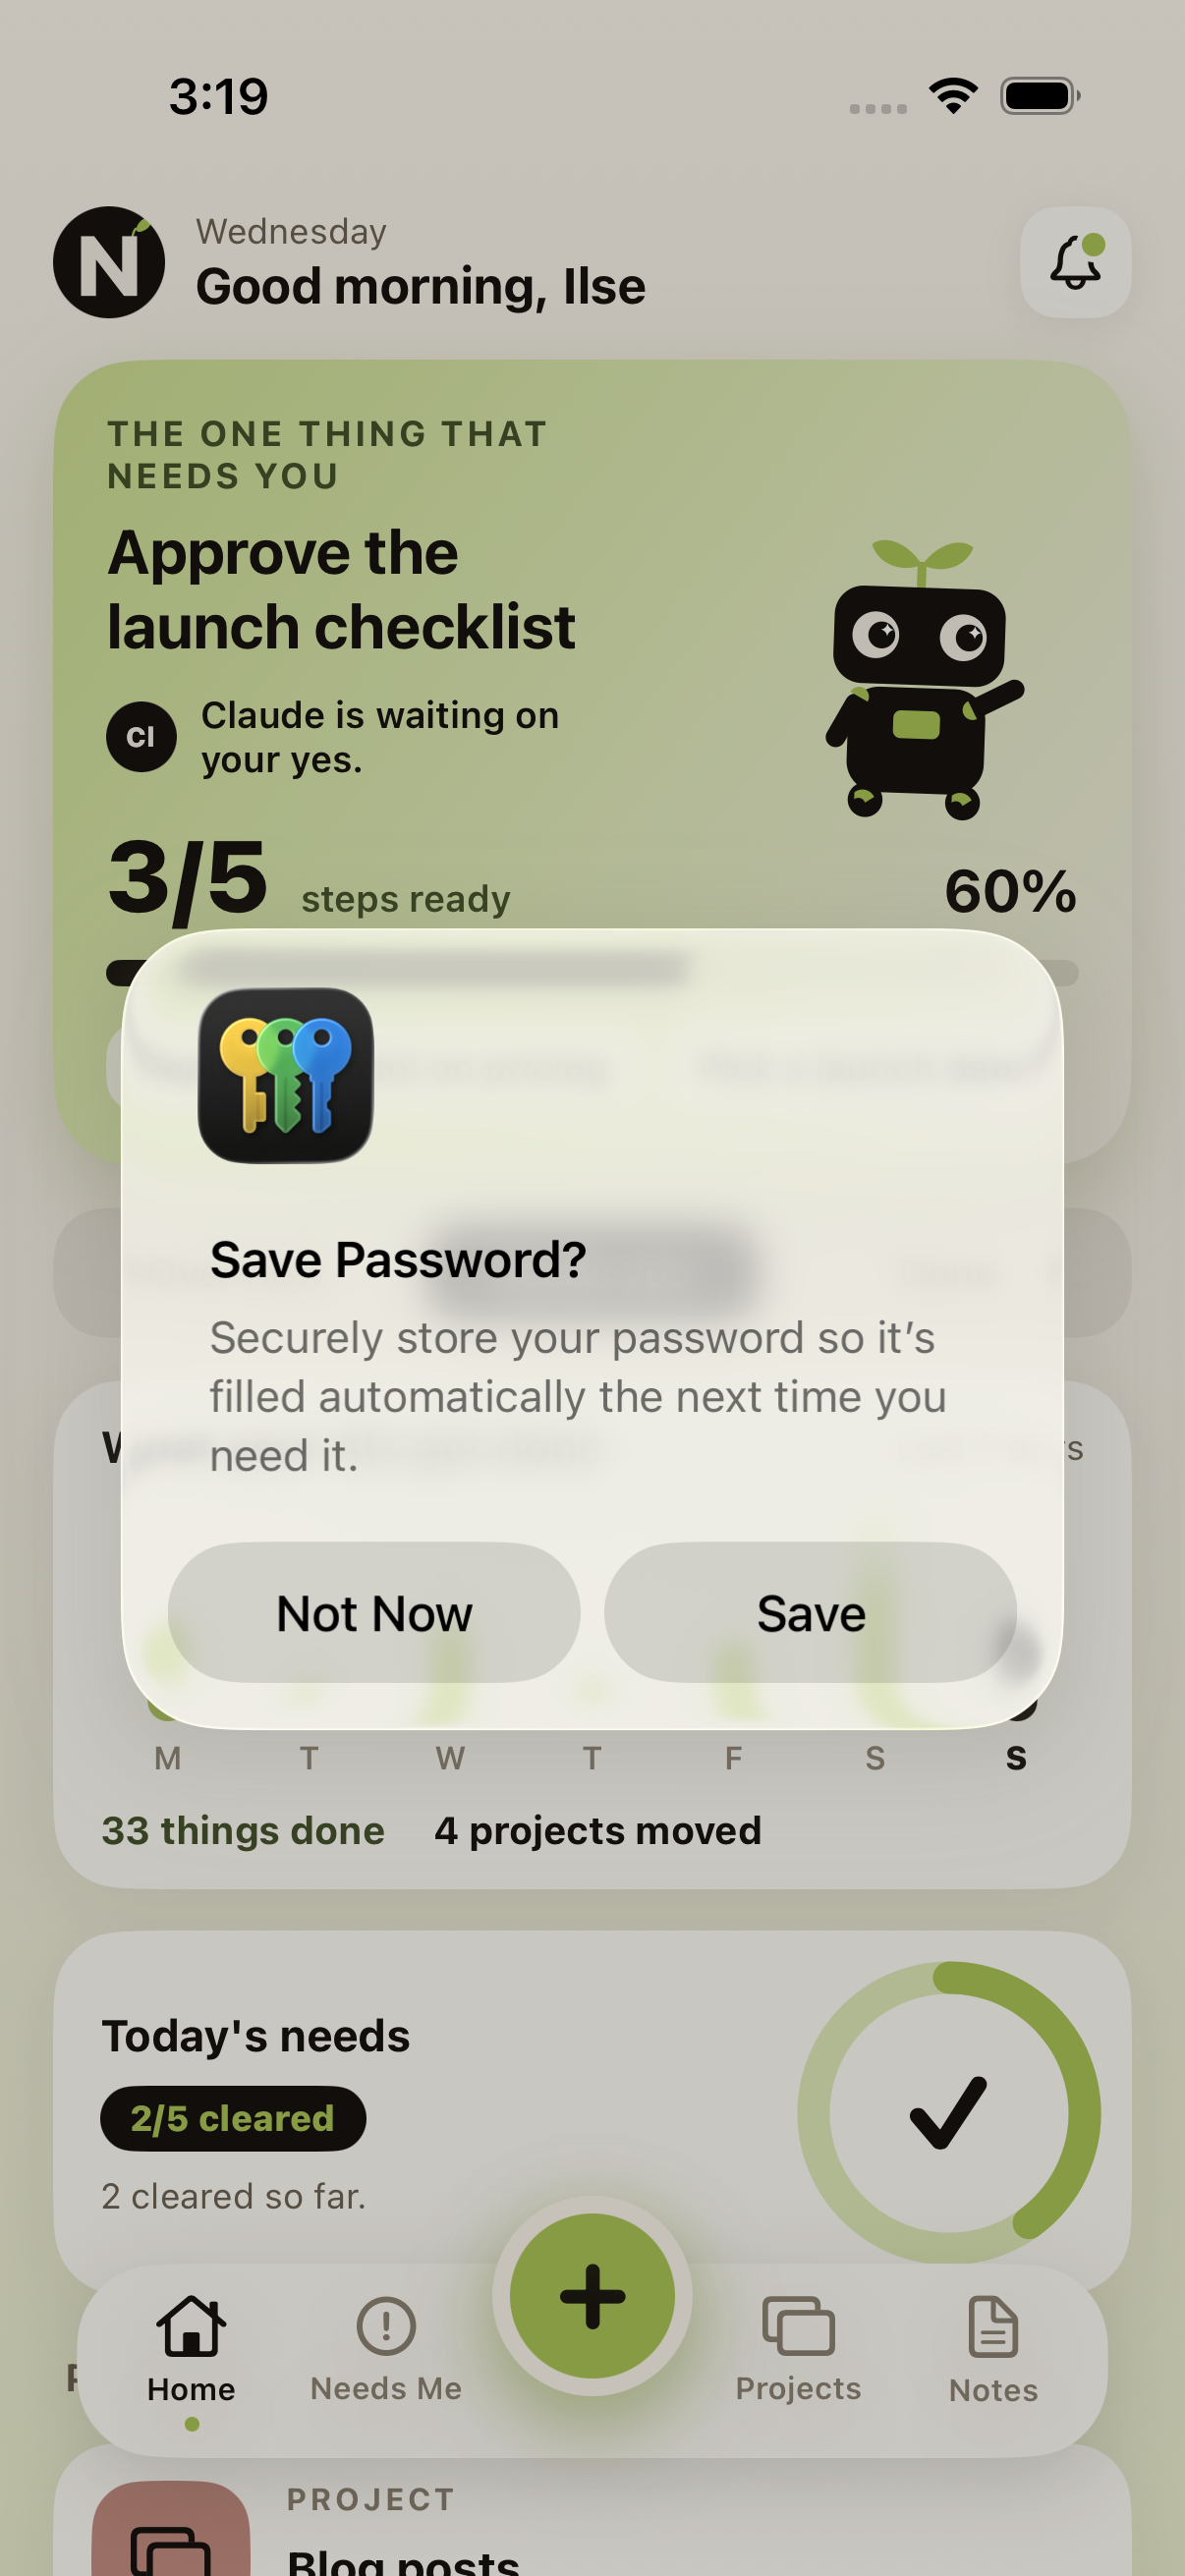 3:19
N
Wednesday
Good morning, Ilse
THE ONE THING THAT
NEEDS YOU
Approve the
launch checklist
Cl
Claude is waiting on
your yes.
3/5 steps ready
60%
Save Password?
Securely store your password so it’s
filled automatically the next time you
need it.
Not Now
Save
M T W T F S S
33 things done
4 projects moved
Today's needs
2/5 cleared
2 cleared so far.
Home
Needs Me
Projects
Notes
PROJECT
Blog posts